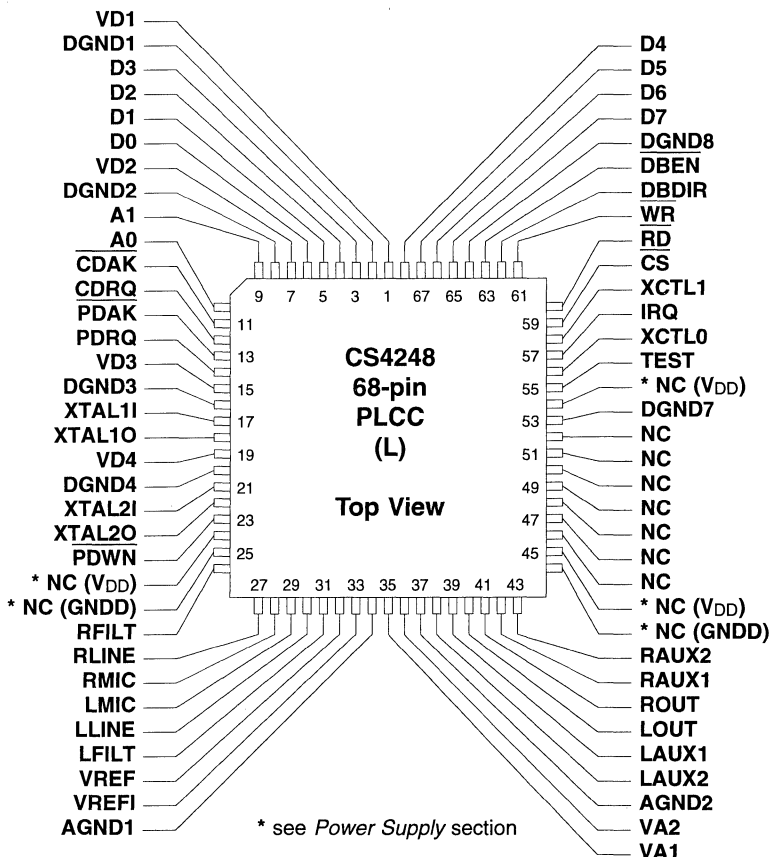 VD1
DGND1
D3
D2
D1
D0
VD2
DGND2
A1
A0
CDAK
CDRQ
PDAK
PDRQ
VD3
DGND3
XTAL1I
XTAL1O
VD4
DGND4
XTAL2I
XTAL2O
PDWN
* NC (VDD)
* NC (GNDD)
RFILT
RLINE
RMIC
LMIC
LLINE
LFILT
VREF
VREFI
AGND1
9 7 5 3 1 67 65 63 61
11
13
15
17
19
21
23
25
CS4248
68-pin
PLCC
(L)
Top View
59
57
55
53
51
49
47
45
27 29 31 33 35 37 39 41 43
D4
D5
D6
D7
DGND8
DBEN
DBDIR
WR
RD
CS
XCTL1
IRQ
XCTL0
TEST
* NC (VDD)
DGND7
NC
NC
NC
NC
NC
NC
NC
* NC (VDD)
* NC (GNDD)
RAUX2
RAUX1
ROUT
LOUT
LAUX1
LAUX2
AGND2
VA2
VA1
* see Power Supply section